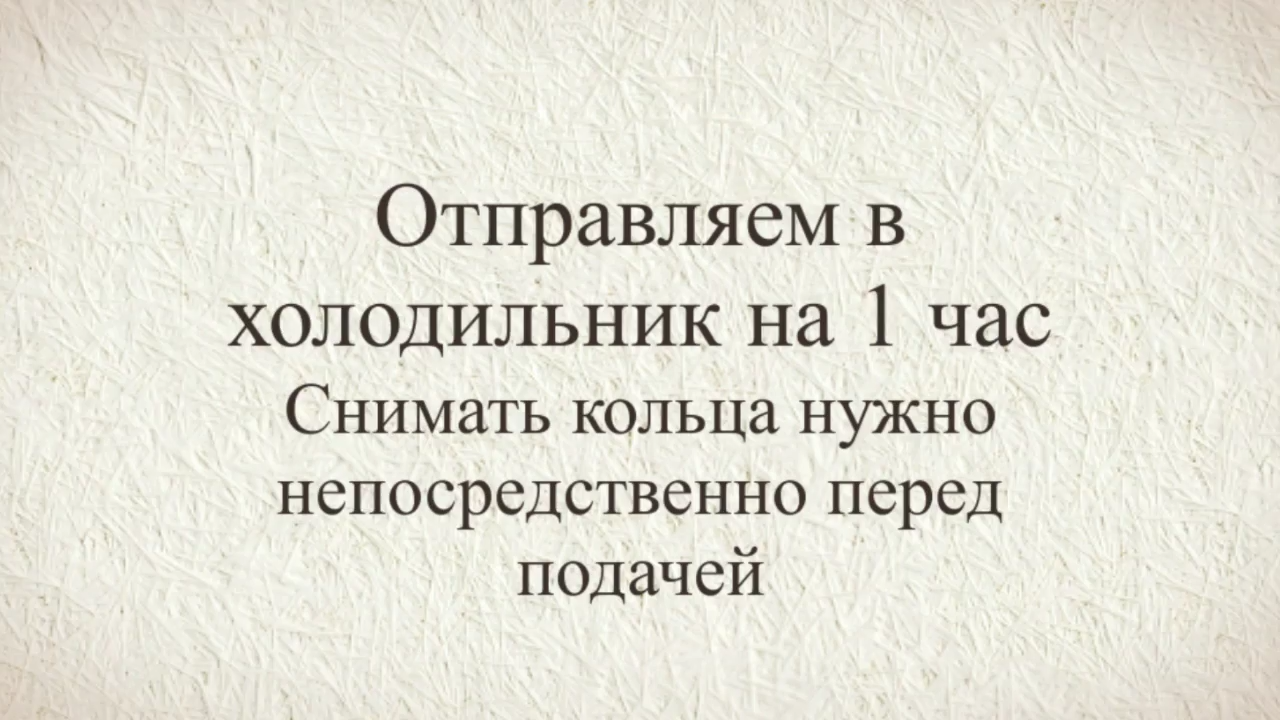 Отправляем в
холодильник на 1 час
Снимать кольца нужно
непосредственно перед
подачей